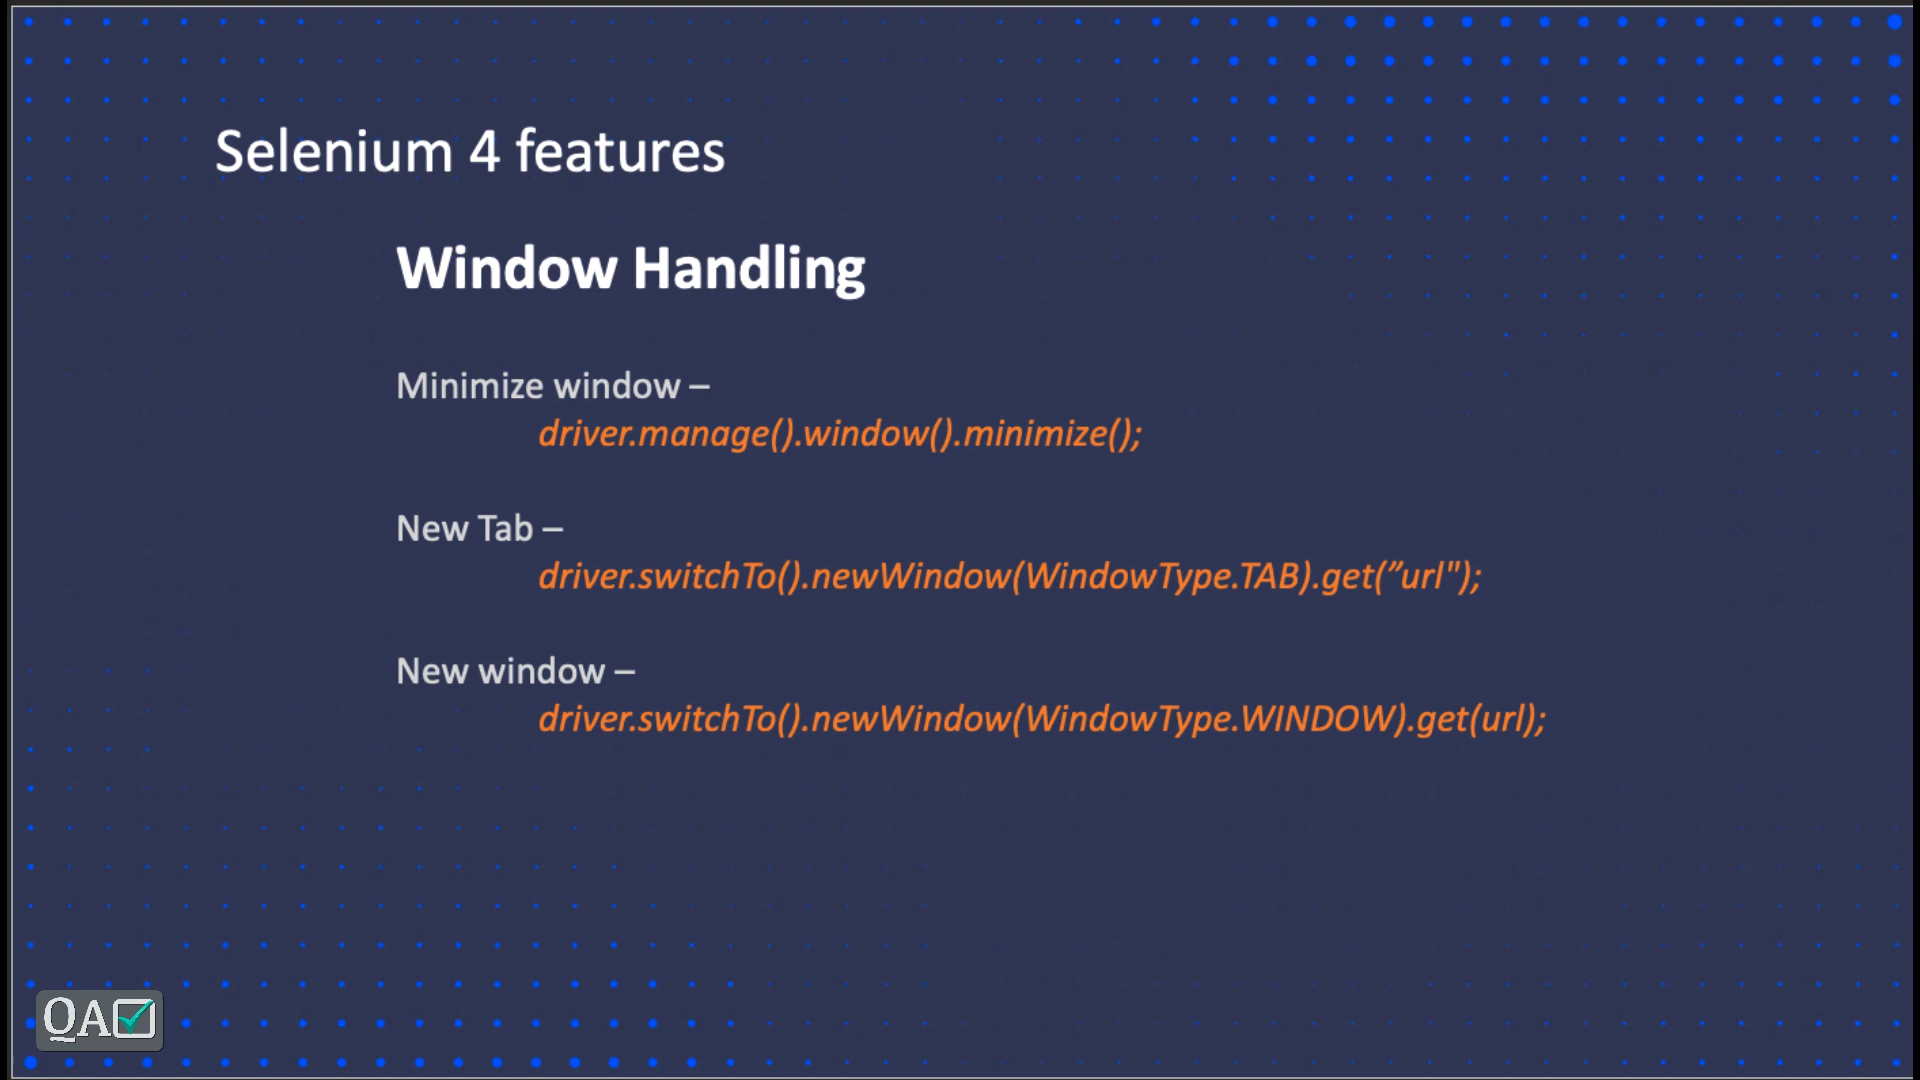 Selenium 4 features
Window Handling
Minimize window –
driver.manage().window().minimize();
New Tab –
driver.switchTo().newWindow(WindowType.TAB).get(”url");
New window –
driver.switchTo().newWindow(WindowType.WINDOW).get(url);
QA